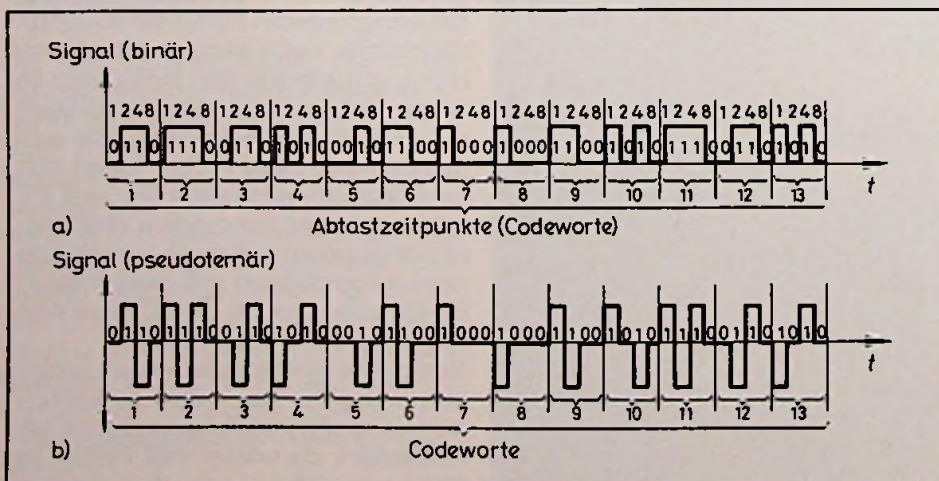 Signal (binär)
1248 1248 1248 1248 1248 1248 1248 1248 1248 1248 1248 1248 1248
0110 1110 0110 1010 0010 1100 1000 1000 1100 1010 1110 0110 1010
t
1 2 3 4 5 6 7 8 9 10 11 12 13
a) Abtastzeitpunkte (Codeworte)
Signal (pseudoternär)
0110 1110 0110 1010 0010 1100 1000 1000 1100 1010 1110 0110 1010
t
1 2 3 4 5 6 7 8 9 10 11 12 13
b) Codeworte